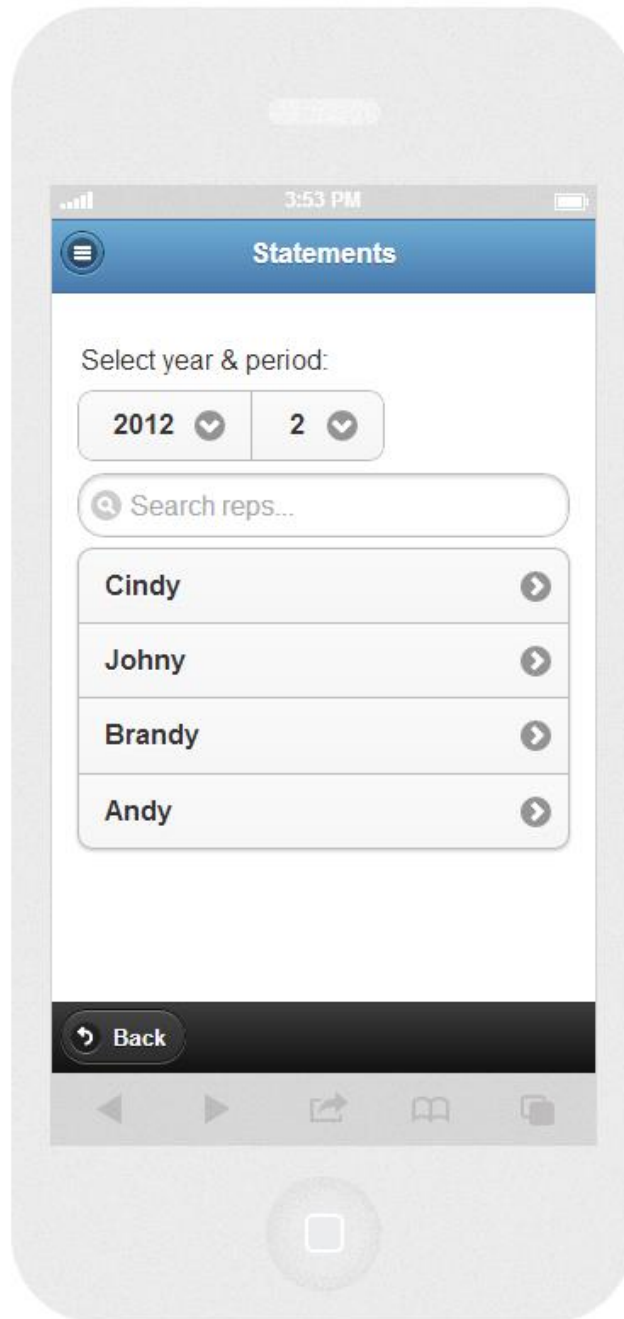 3:53 PM
Statements
Select year & period:
2012 2
Search reps...
Cindy
Johny
Brandy
Andy
Back